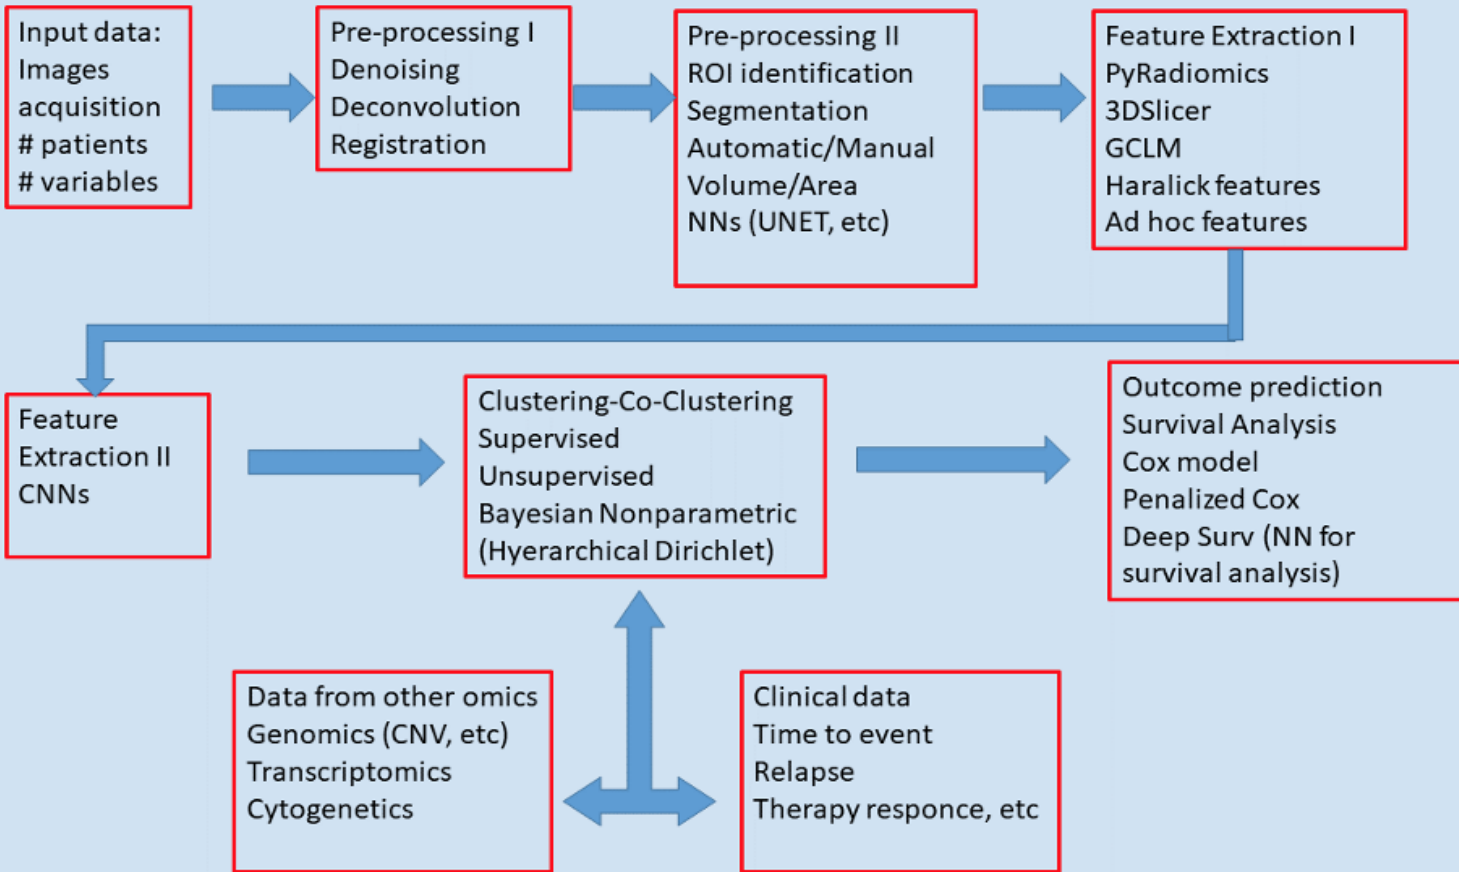 Input data:
Images
acquisition
# patients
# variables
Pre-processing I
Denoising
Deconvolution
Registration
Pre-processing II
ROI identification
Segmentation
Automatic/Manual
Volume/Area
NNs (UNET, etc)
Feature Extraction I
PyRadiomics
3DSlicer
GCLM
Haralick features
Ad hoc features
Feature
Extraction II
CNNs
Clustering-Co-Clustering
Supervised
Unsupervised
Bayesian Nonparametric
(Hyerarchical Dirichlet)
Outcome prediction
Survival Analysis
Cox model
Penalized Cox
Deep Surv (NN for
survival analysis)
Data from other omics
Genomics (CNV, etc)
Transcriptomics
Cytogenetics
Clinical data
Time to event
Relapse
Therapy responce, etc